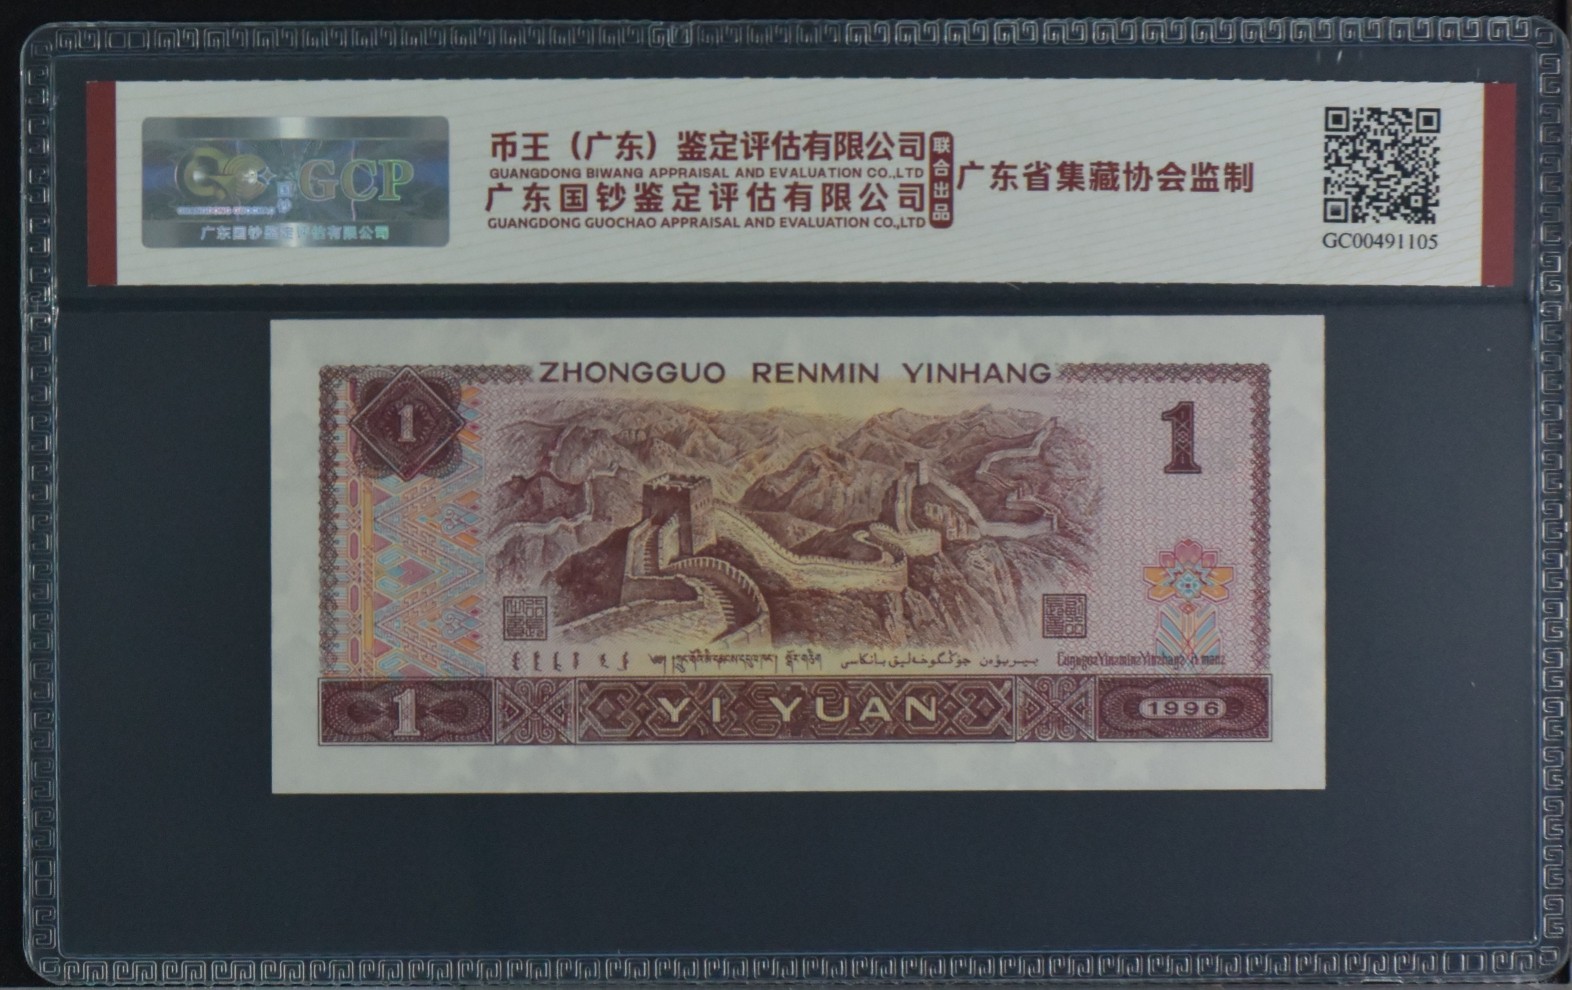 GCP
国钞
广东国钞鉴定评估有限公司
币王（广东）鉴定评估有限公司
GUANGDONG BIWANG APPRAISAL AND EVALUATION CO.,LTD
广东国钞鉴定评估有限公司
GUANGDONG GUOCHAO APPRAISAL AND EVALUATION CO.,LTD
联合出品
广东省集藏协会监制
GC00491105
ZHONGGUO RENMIN YINHANG
1
1
1
YI YUAN
1996